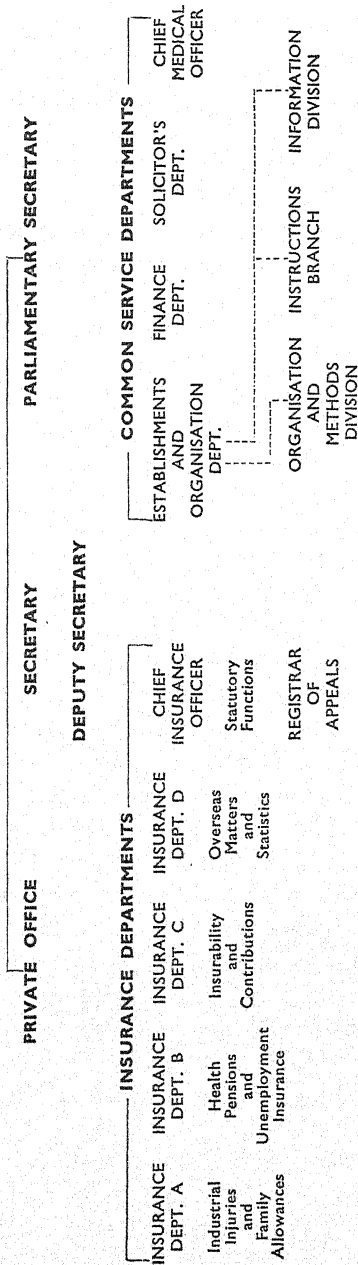 PRIVATE OFFICE SECRETARY PARLIAMENTARY SECRETARY
DEPUTY SECRETARY
INSURANCE DEPARTMENTS
INSURANCE
DEPT. A
Industrial
Injuries
and
Family
Allowances
INSURANCE
DEPT. B
Health
Pensions
and
Unemployment
Insurance
INSURANCE
DEPT. C
Insurability
and
Contributions
INSURANCE
DEPT. D
Overseas
Matters
and
Statistics
CHIEF
INSURANCE
OFFICER
Statutory
Functions
REGISTRAR
OF
APPEALS
COMMON SERVICE DEPARTMENTS
ESTABLISHMENTS
AND
ORGANISATION
DEPT.
FINANCE
DEPT.
SOLICITOR'S
DEPT.
CHIEF
MEDICAL
OFFICER
ORGANISATION
AND
METHODS
DIVISION
INSTRUCTIONS
BRANCH
INFORMATION
DIVISION